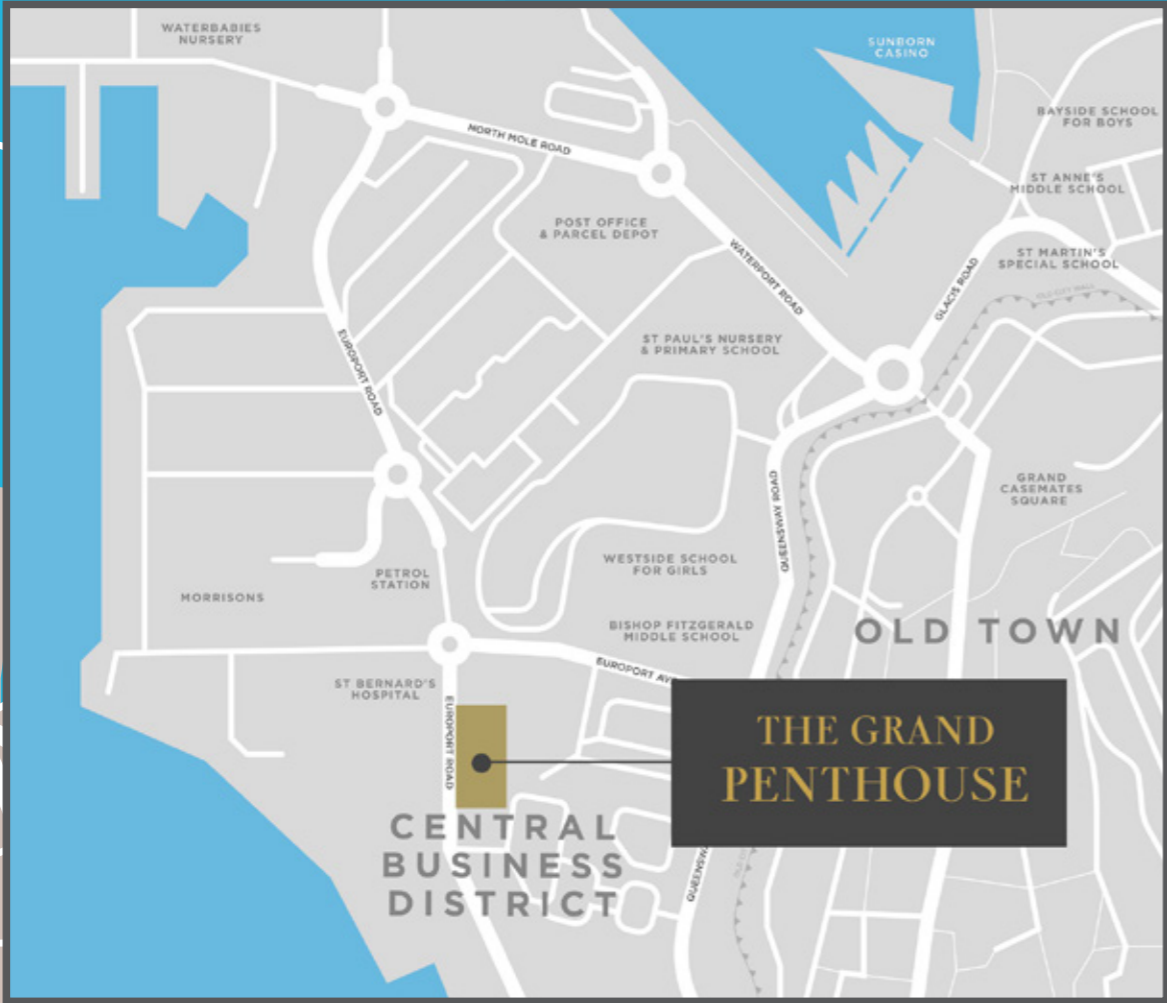 WATERBABIES
NURSERY
SUNBORN
CASINO
BAYSIDE SCHOOL
FOR BOYS
NORTH MOLE ROAD
ST ANNE'S
MIDDLE SCHOOL
POST OFFICE
& PARCEL DEPOT
WATERPORT ROAD
ST MARTIN'S
SPECIAL SCHOOL
GLACIS ROAD
OLD CITY WALL
ST PAUL'S NURSERY
& PRIMARY SCHOOL
EUROPORT ROAD
QUEENSWAY ROAD
GRAND
CASEMATES
SQUARE
WESTSIDE SCHOOL
FOR GIRLS
PETROL
STATION
MORRISONS
BISHOP FITZGERALD
MIDDLE SCHOOL
OLD TOWN
EUROPORT AVE
ST BERNARD'S
HOSPITAL
EUROPORT ROAD
THE GRAND
PENTHOUSE
CENTRAL
BUSINESS
DISTRICT